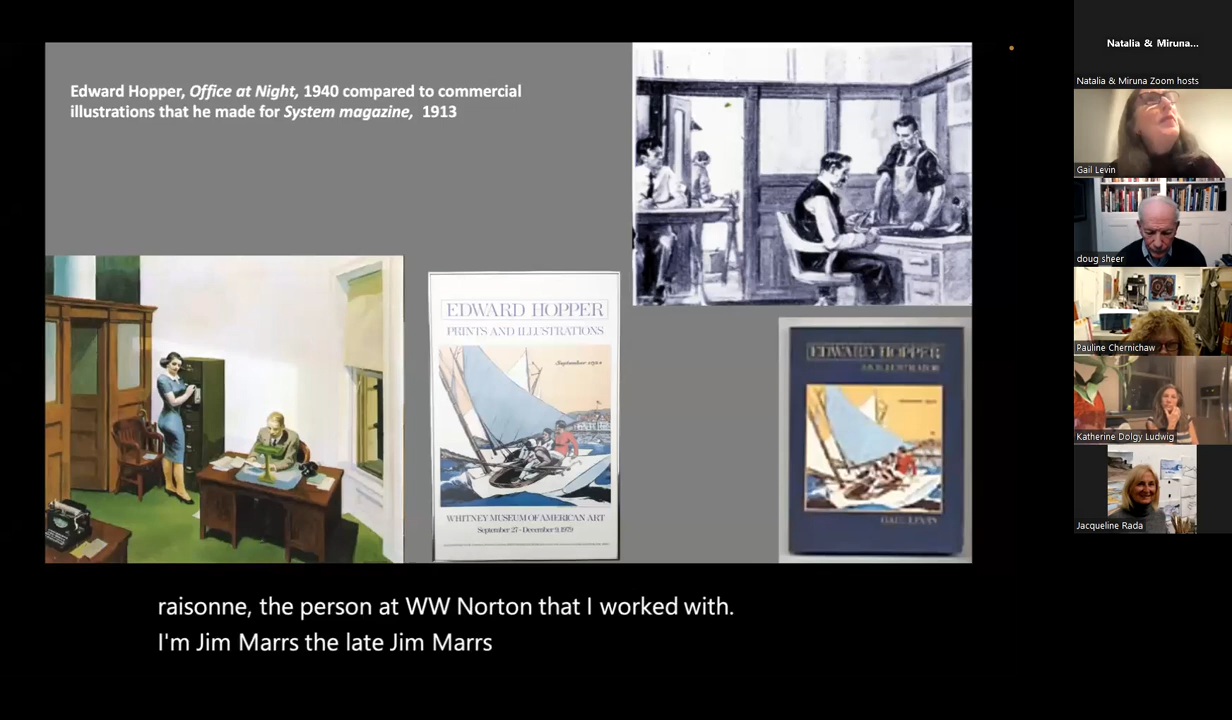 Edward Hopper, Office at Night, 1940 compared to commercial
illustrations that he made for System magazine, 1913
EDWARD HOPPER
PRINTS AND ILLUSTRATIONS
September 1922
WHITNEY MUSEUM OF AMERICAN ART
September 27 - December 9, 1979
EDWARD HOPPER
AS ILLUSTRATOR
GAIL LEVIN
raisonne, the person at WW Norton that I worked with.
I'm Jim Marrs the late Jim Marrs
Natalia & Miruna...
Natalia & Miruna Zoom hosts
Gail Levin
doug sheer
Pauline Chernichaw
Katherine Dolgy Ludwig
Jacqueline Rada